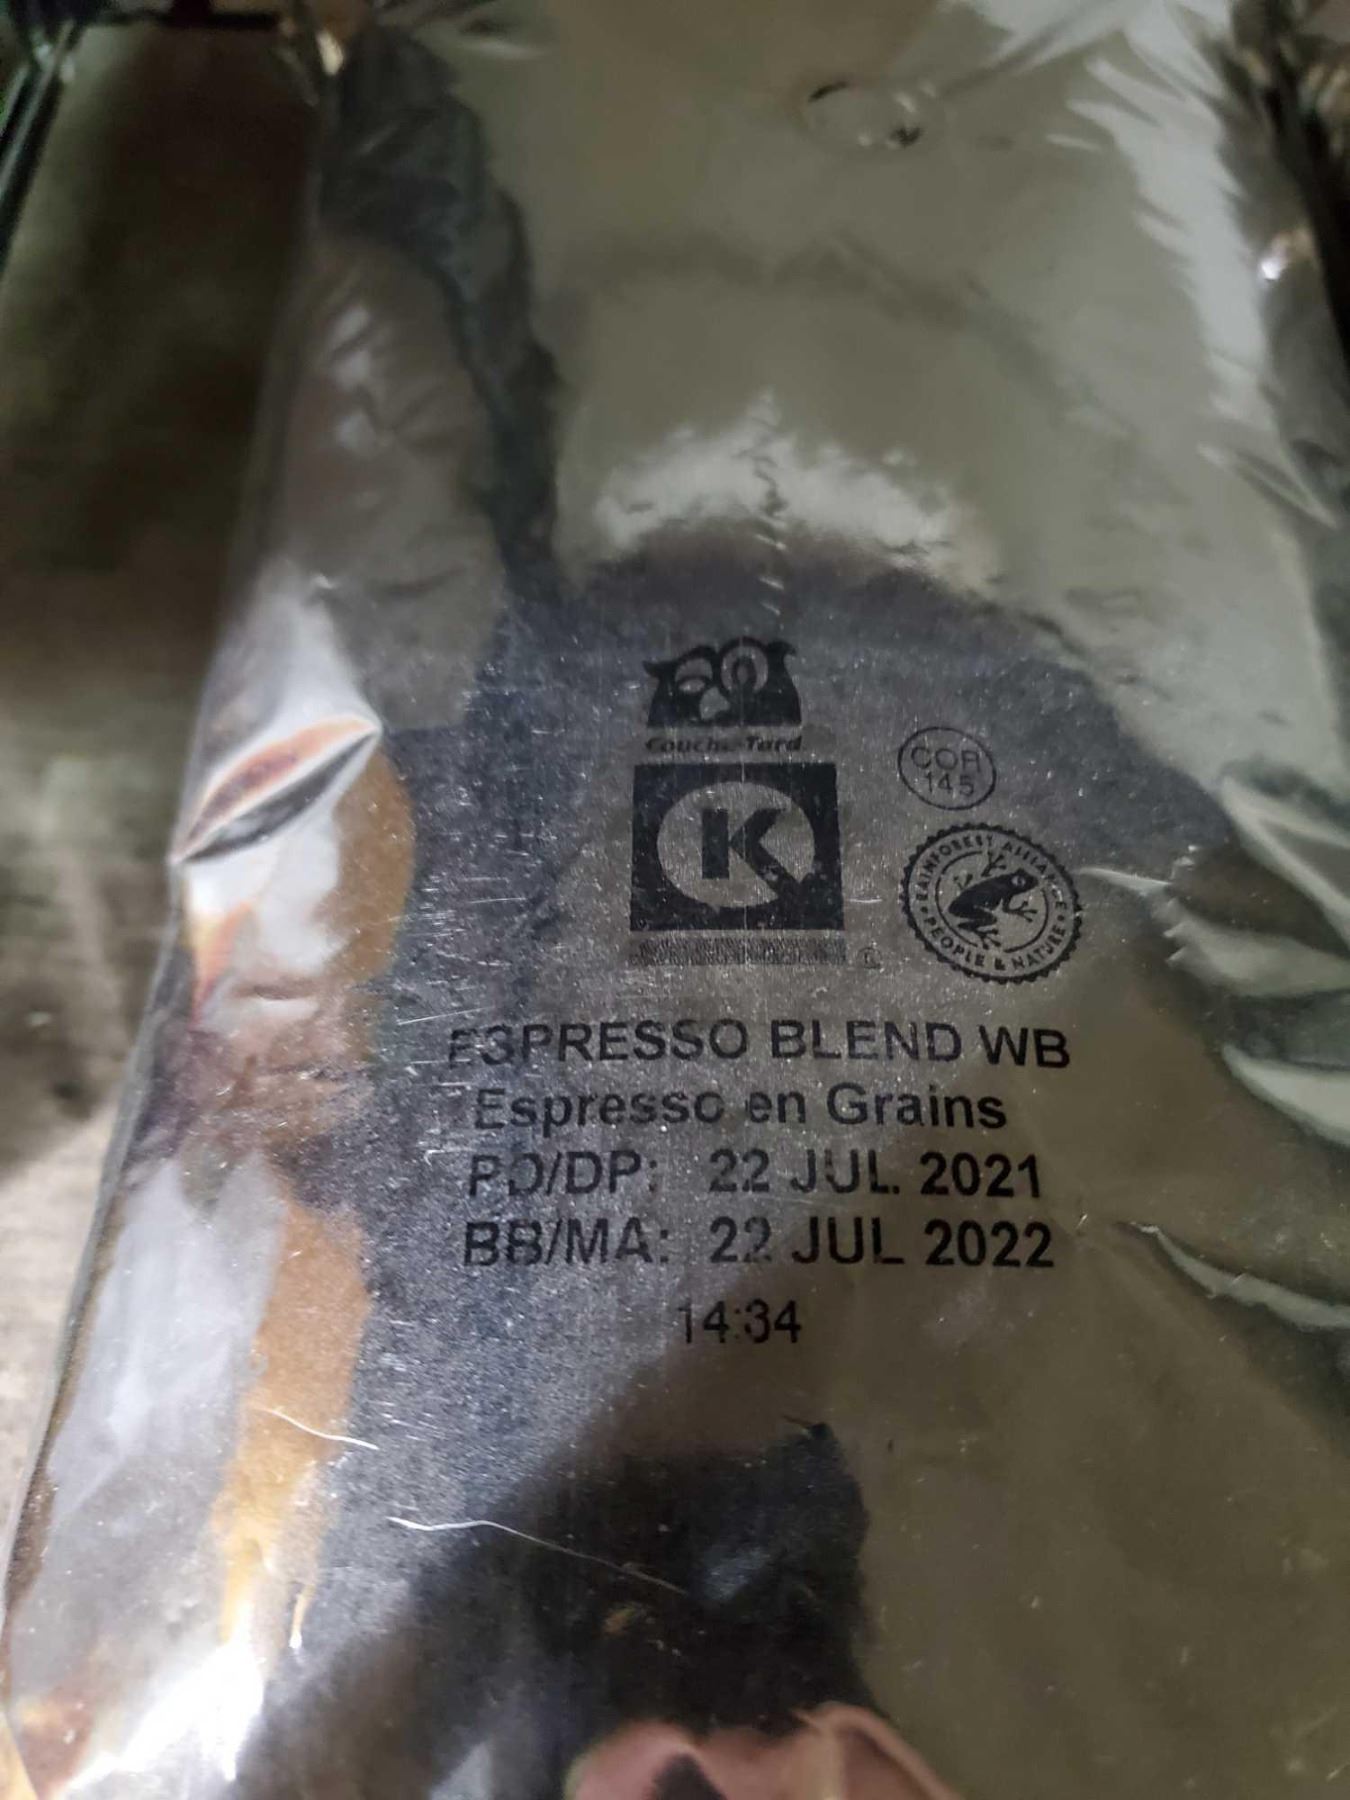 Couche-Tard
K
COR
145
RAINFOREST ALLIANCE
PEOPLE & NATURE
ESPRESSO BLEND WB
Espresso en Grains
PD/DP: 22 JUL. 2021
BB/MA: 22 JUL 2022
14:34